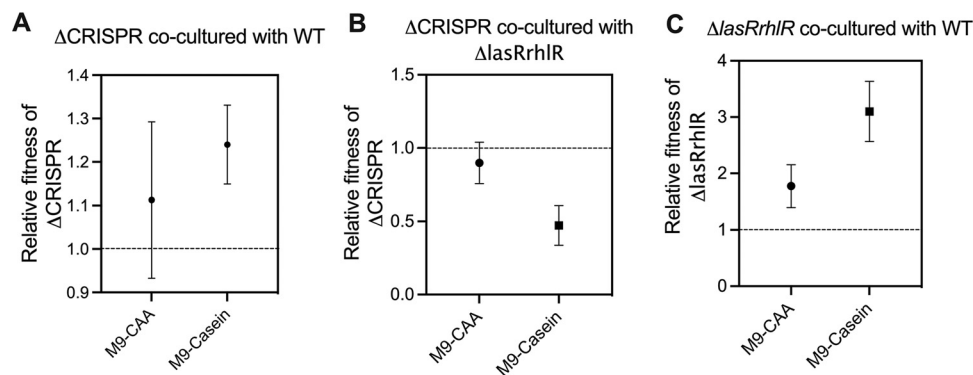 A
ΔCRISPR co-cultured with WT
Relative fitness of
ΔCRISPR
1.4
1.3
1.2
1.1
1.0
0.9
M9-CAA
M9-Casein
B
ΔCRISPR co-cultured with
ΔlasRrhlR
Relative fitness of
ΔCRISPR
1.5
1.0
0.5
0.0
M9-CAA
M9-Casein
C
ΔlasRrhlR co-cultured with WT
Relative fitness of
ΔlasRrhlR
4
3
2
1
0
M9-CAA
M9-Casein